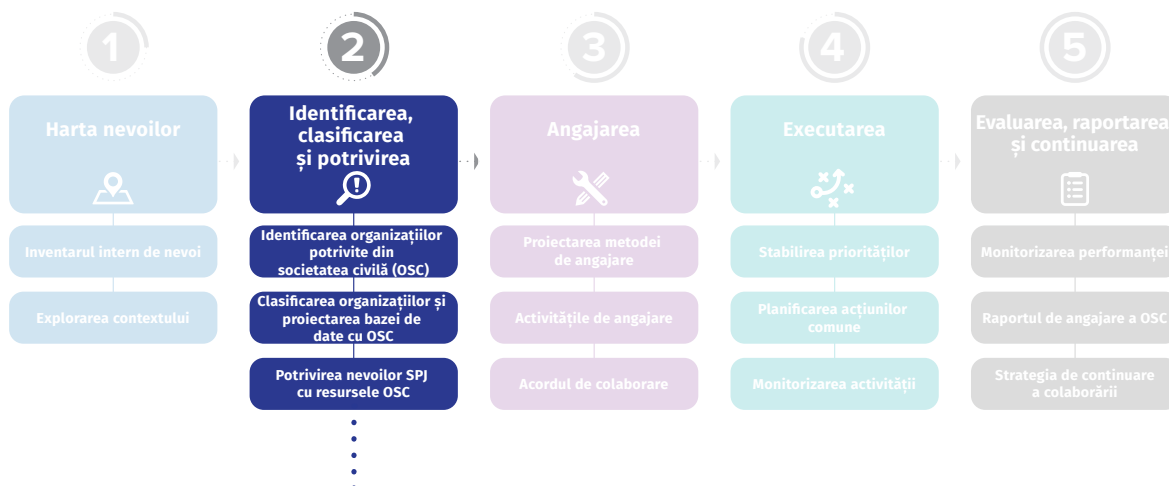 1
2
3
4
5
Harta nevoilor
Identificarea,
clasificarea
și potrivirea
Angajarea
Executarea
Evaluarea, raportarea
și continuarea
Inventarul intern de nevoi
Explorarea contextului
Identificarea organizațiilor
potrivite din
societatea civilă (OSC)
Clasificarea organizațiilor și
proiectarea bazei de
date cu OSC
Potrivirea nevoilor SPJ
cu resursele OSC
Proiectarea metodei
de angajare
Activitățile de angajare
Acordul de colaborare
Stabilirea priorităților
Planificarea acțiunilor
comune
Monitorizarea activității
Monitorizarea performanței
Raportul de angajare a OSC
Strategia de continuare
a colaborării